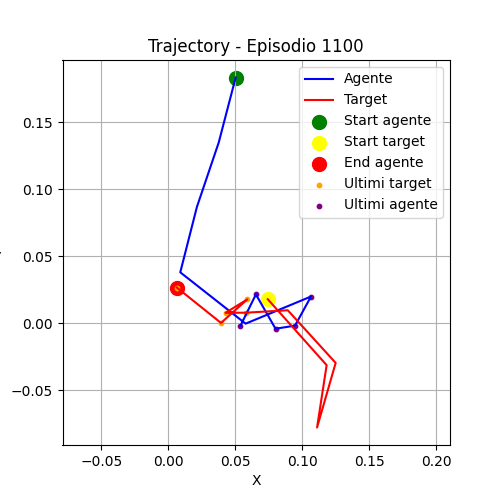 Trajectory - Episodio 1100
Agente
Target
Start agente
Start target
End agente
Ultimi target
Ultimi agente
0.15
0.10
0.05
0.00
−0.05
−0.05
0.00
0.05
0.10
0.15
0.20
X